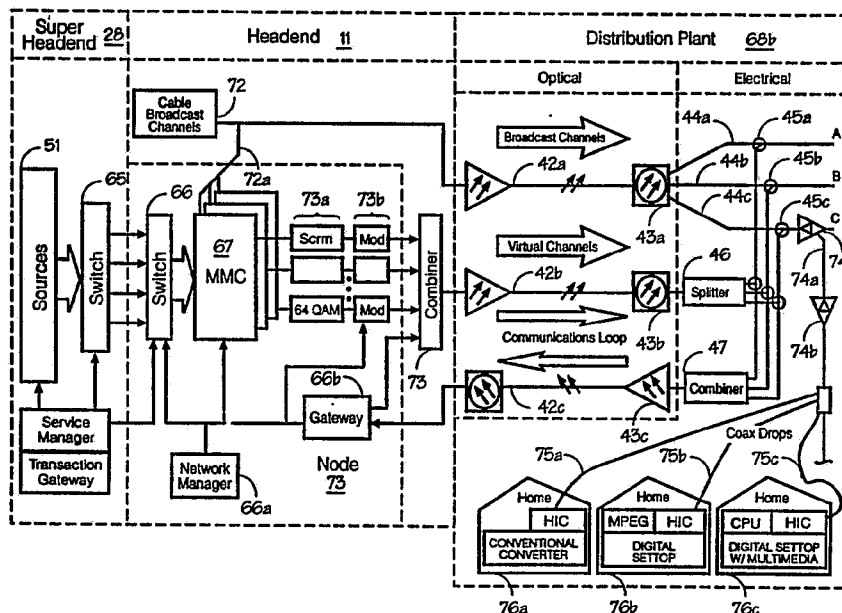 Super Headend 28
Headend 11
Distribution Plant 68b
Optical
Electrical
72
Cable Broadcast Channels
72a
Broadcast Channels
42a
43a
44a
44b
44c
45a
45b
45c
A
B
C
51
Sources
65
Switch
66
Switch
67
MMC
73a
73b
Scrm
Mod
64 QAM
Mod
Combiner
73
Virtual Channels
42b
43b
46
Splitter
74
74a
74b
Communications Loop
42c
43c
47
Combiner
66b
Gateway
Service Manager
Transaction Gateway
Network Manager
66a
Node
73
Coax Drops
75a
75b
75c
Home
HIC
CONVENTIONAL CONVERTER
76a
Home
MPEG
HIC
DIGITAL SETTOP
76b
Home
CPU
HIC
DIGITAL SETTOP W/ MULTIMEDIA
76c